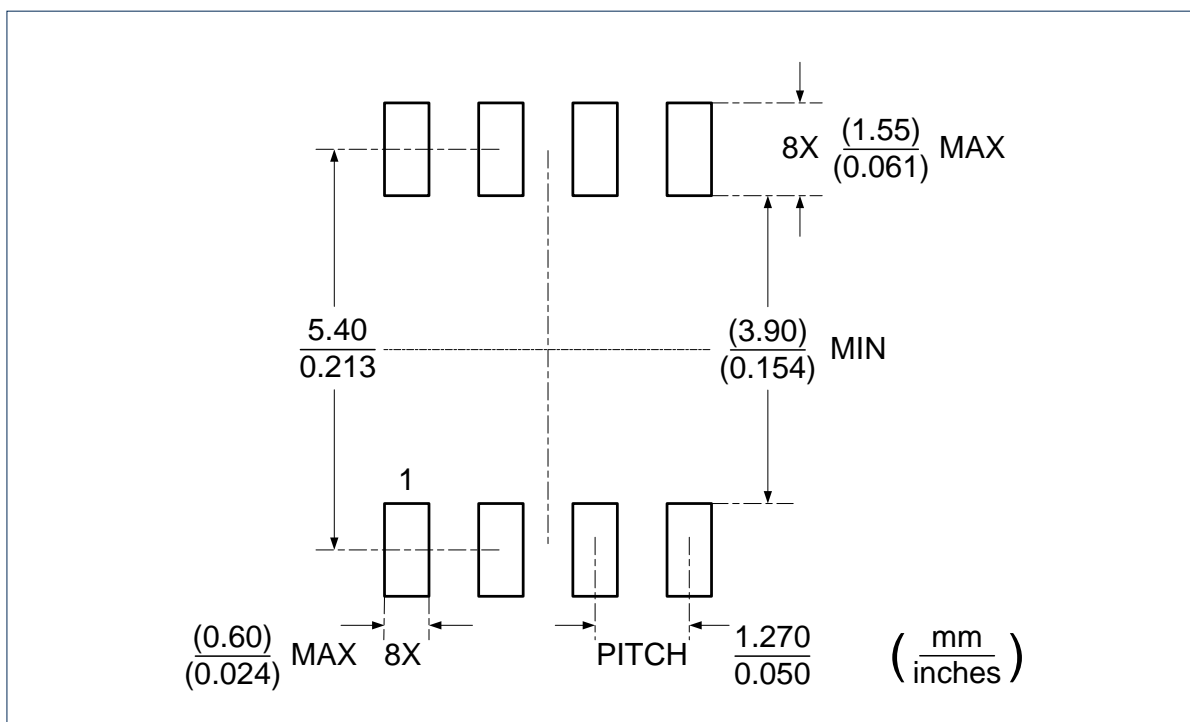 (1.55)
8X MAX
(0.061)
5.40
0.213
(3.90)
MIN
(0.154)
1
(0.60)
MAX 8X
(0.024)
PITCH
1.270
0.050
( mm
inches )